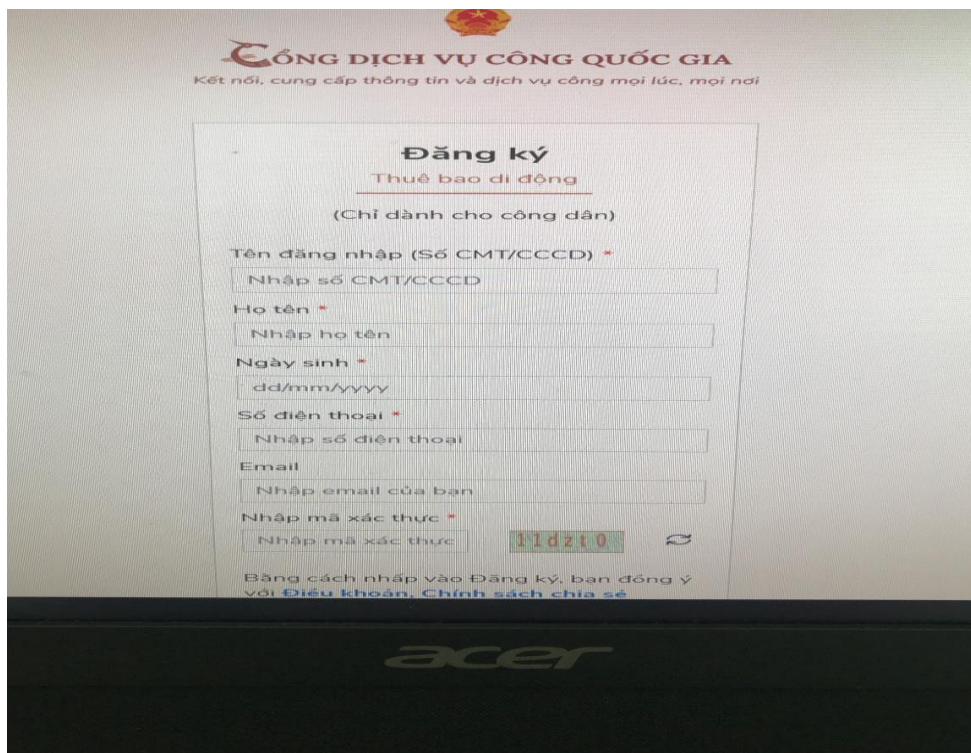 CỔNG DỊCH VỤ CÔNG QUỐC GIA
Kết nối, cung cấp thông tin và dịch vụ công mọi lúc, mọi nơi
Đăng ký
Thuê bao di động
(Chỉ dành cho công dân)
Tên đăng nhập (Số CMT/CCCD) *
Nhập số CMT/CCCD
Họ tên *
Nhập họ tên
Ngày sinh *
dd/mm/yyyy
Số điện thoại *
Nhập số điện thoại
Email
Nhập email của bạn
Nhập mã xác thực *
Nhập mã xác thực 11dzt0
Bằng cách nhấp vào Đăng ký, bạn đồng ý
với Điều khoản, Chính sách chia sẻ
acer